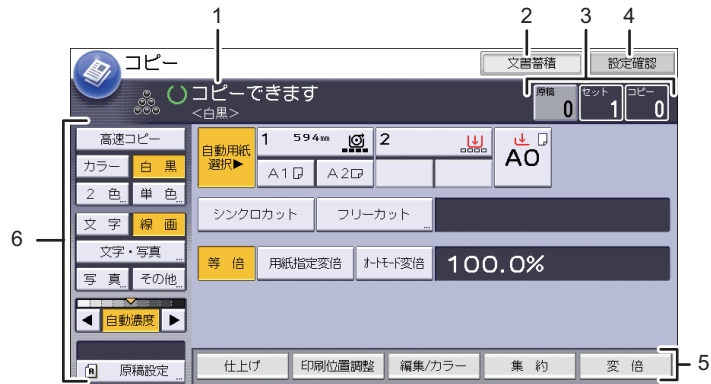 1 2 3 4
コピー 文書蓄積 設定確認
コピーできます 原稿 0 セット 1 コピー 0
<白黒>
高速コピー 自動用紙選択▶ 1 594mm 2 A0
カラー 白 黒 A1 A2
2 色 単 色
シンクロカット フリーカット
文 字 線 画
6
文字・写真 等 倍 用紙指定変倍 ｵｰﾄﾓｰﾄﾞ変倍 100.0%
写 真 その他
◀ 自動濃度 ▶
R 原稿設定 仕上げ 印刷位置調整 編集/カラー 集 約 変 倍 5